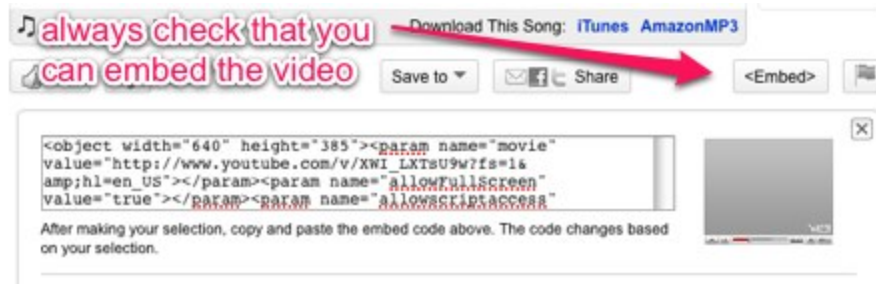 always check that you
can embed the video
Download This Song: iTunes AmazonMP3
Save to Share <Embed>
<object width="640" height="385"><param name="movie"
value="http://www.youtube.com/v/XWI_LXTsU9w?fs=1&
amp;hl=en_US"></param><param name="allowFullScreen"
value="true"></param><param name="allowscriptaccess"
After making your selection, copy and paste the embed code above. The code changes based
on your selection.